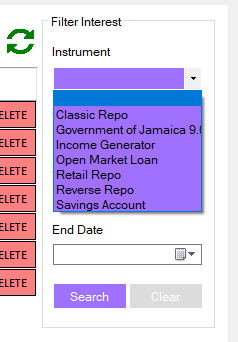 Filter Interest
Instrument
Classic Repo
Government of Jamaica 9.0
Income Generator
Open Market Loan
Retail Repo
Reverse Repo
Savings Account
End Date
Search
Clear
ELETE
ELETE
ELETE
ELETE
ELETE
ELETE
ELETE